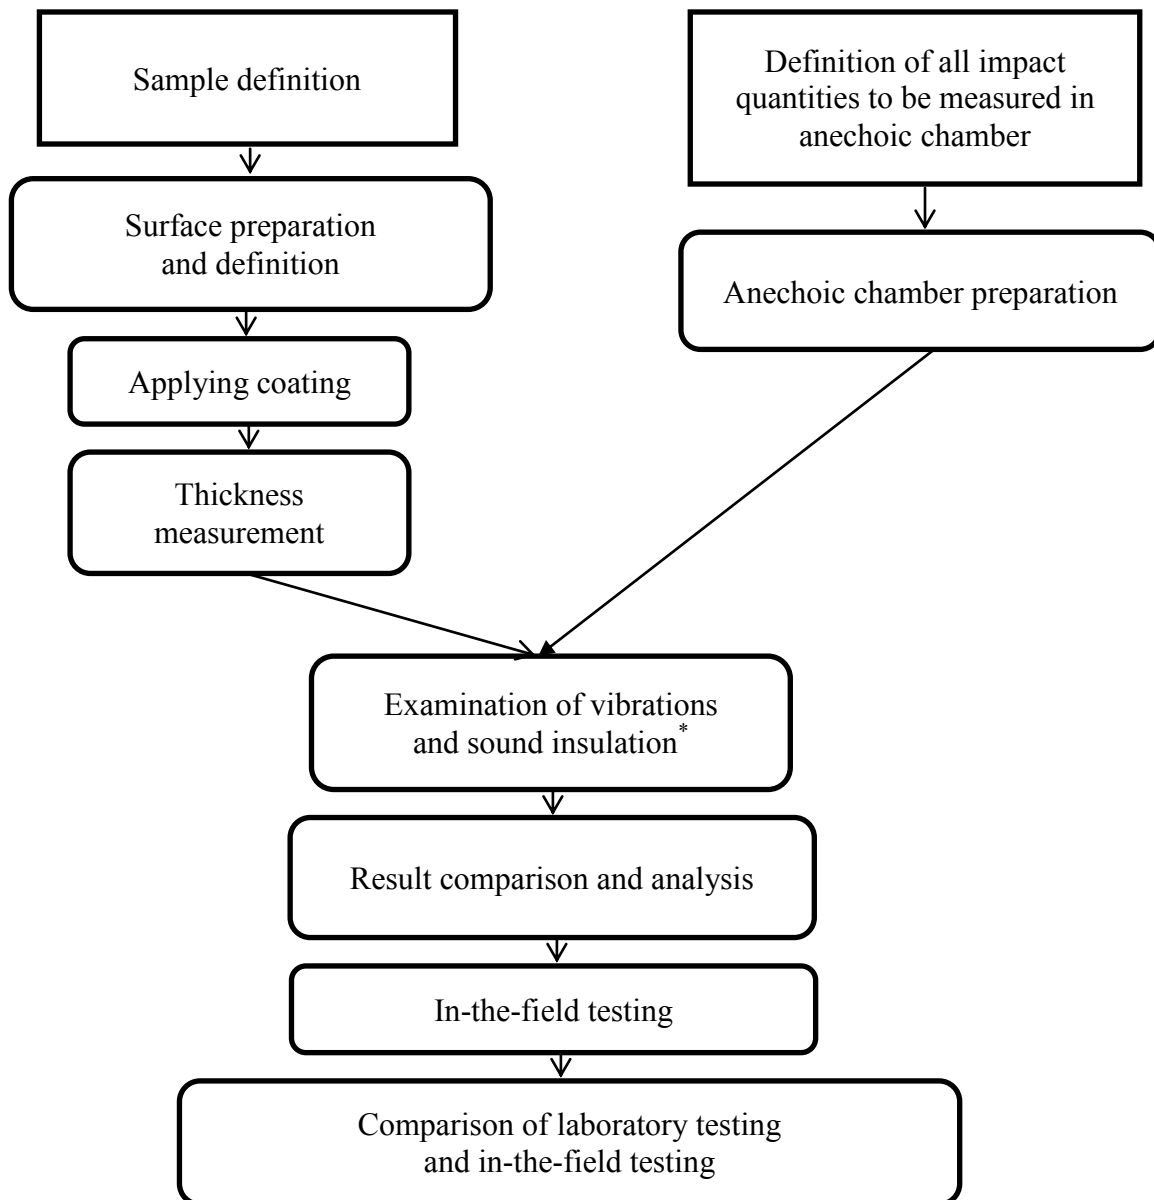 Sample definition
Definition of all impact
quantities to be measured in
anechoic chamber
Surface preparation
and definition
Anechoic chamber preparation
Applying coating
Thickness
measurement
Examination of vibrations
and sound insulation*
Result comparison and analysis
In-the-field testing
Comparison of laboratory testing
and in-the-field testing